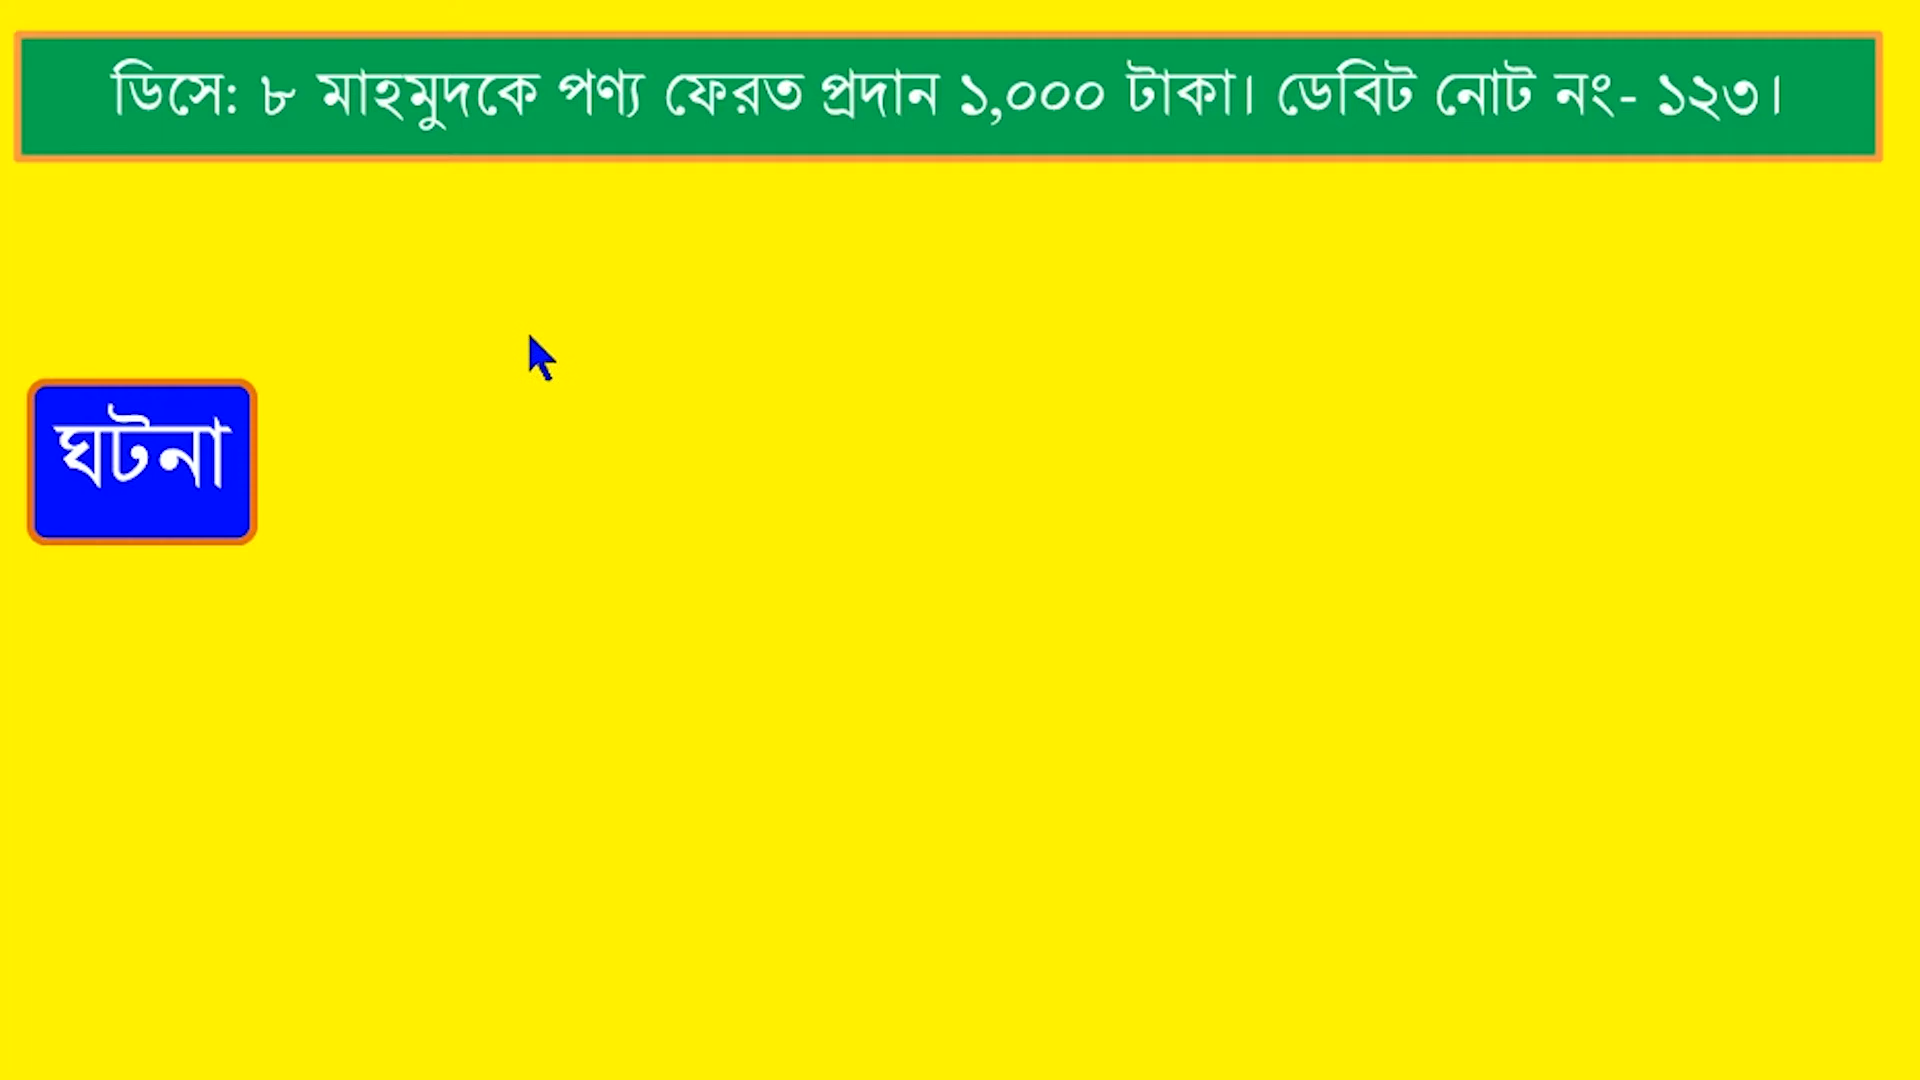 ডিসে: ৮ মাহমুদকে পণ্য ফেরত প্রদান ১,০০০ টাকা। ডেবিট নোট নং- ১২৩।
ঘটনা